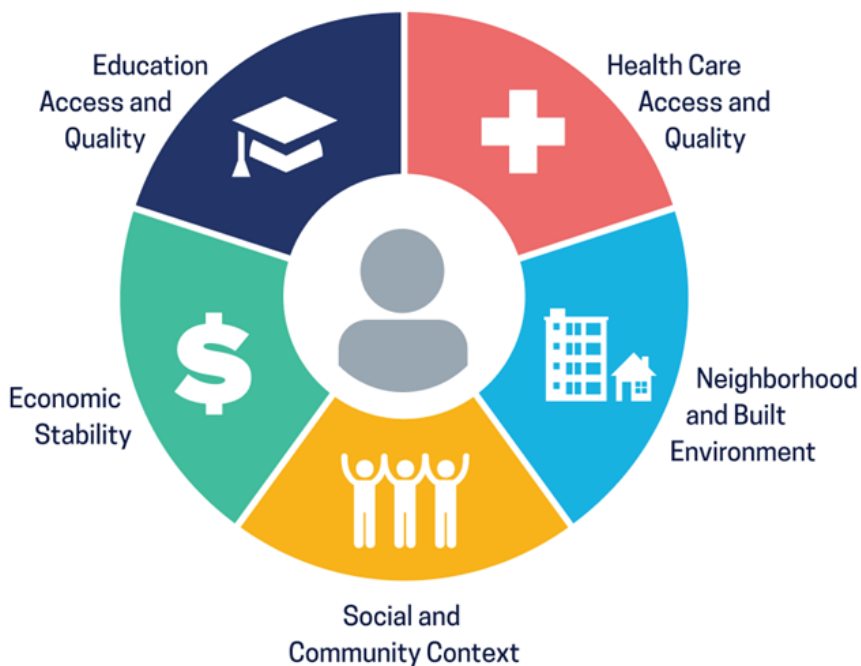 Education
Access and
Quality
Health Care
Access and
Quality
Economic
Stability
Neighborhood
and Built
Environment
Social and
Community Context